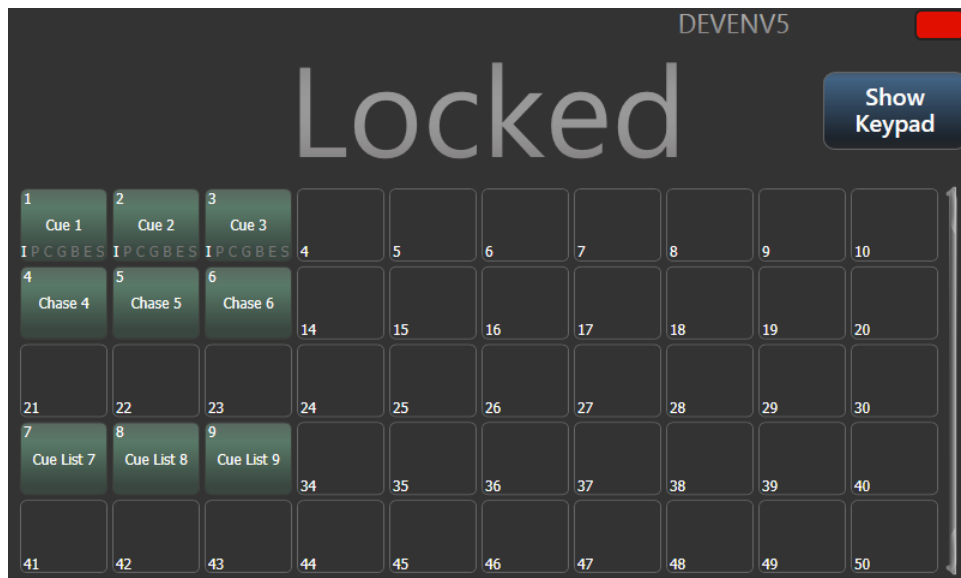 DEVENV5
Locked
Show
Keypad
1 2 3
Cue 1 Cue 2 Cue 3
I P C G B E S I P C G B E S I P C G B E S 4 5 6 7 8 9 10
4 5 6
Chase 4 Chase 5 Chase 6
14 15 16 17 18 19 20
21 22 23 24 25 26 27 28 29 30
7 8 9
Cue List 7 Cue List 8 Cue List 9
34 35 36 37 38 39 40
41 42 43 44 45 46 47 48 49 50